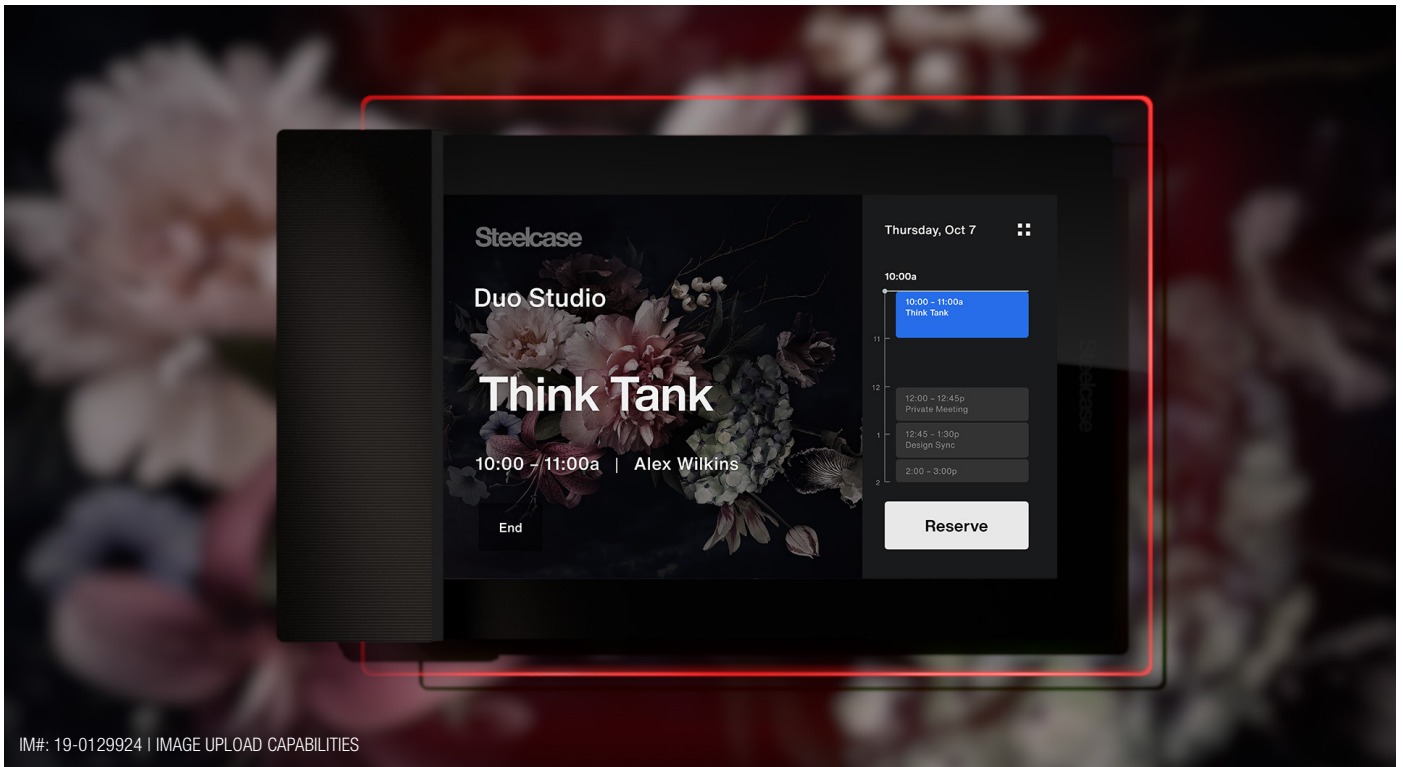 Steelcase
Duo Studio
Think Tank
10:00 – 11:00a | Alex Wilkins
End
Thursday, Oct 7
10:00a
10:00 – 11:00a
Think Tank
11
12
12:00 – 12:45p
Private Meeting
1
12:45 – 1:30p
Design Sync
2:00 – 3:00p
2
Reserve
Steelcase
IM#: 19-0129924 | IMAGE UPLOAD CAPABILITIES